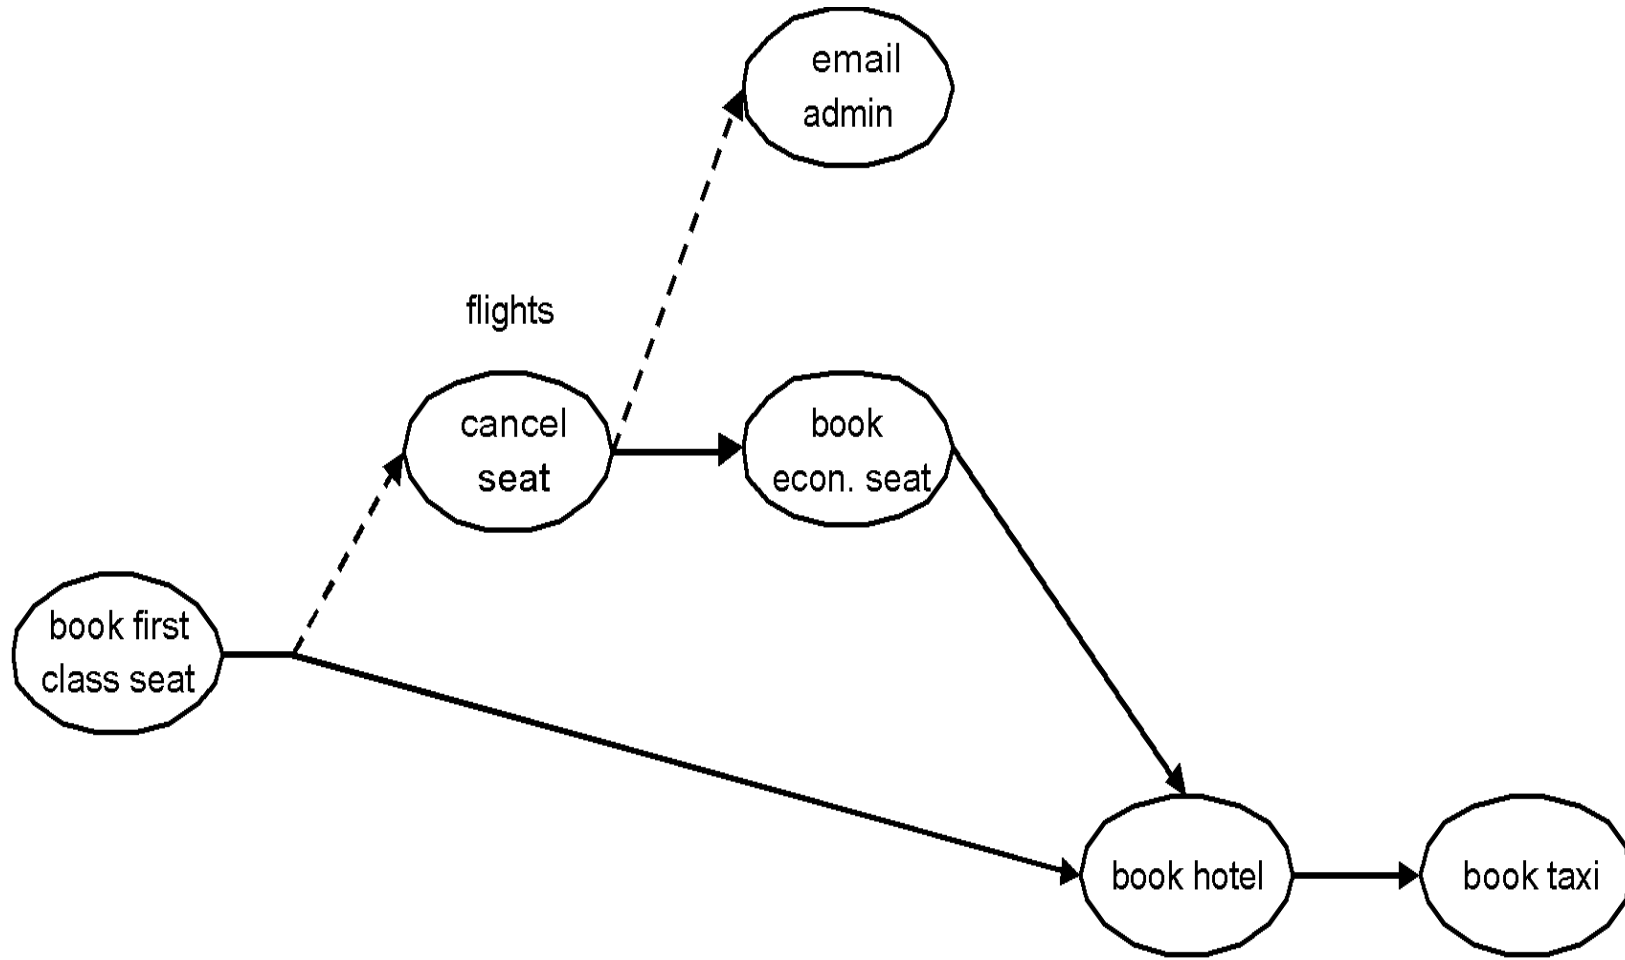 email
admin
flights
cancel
seat
book
econ. seat
book first
class seat
book hotel
book taxi